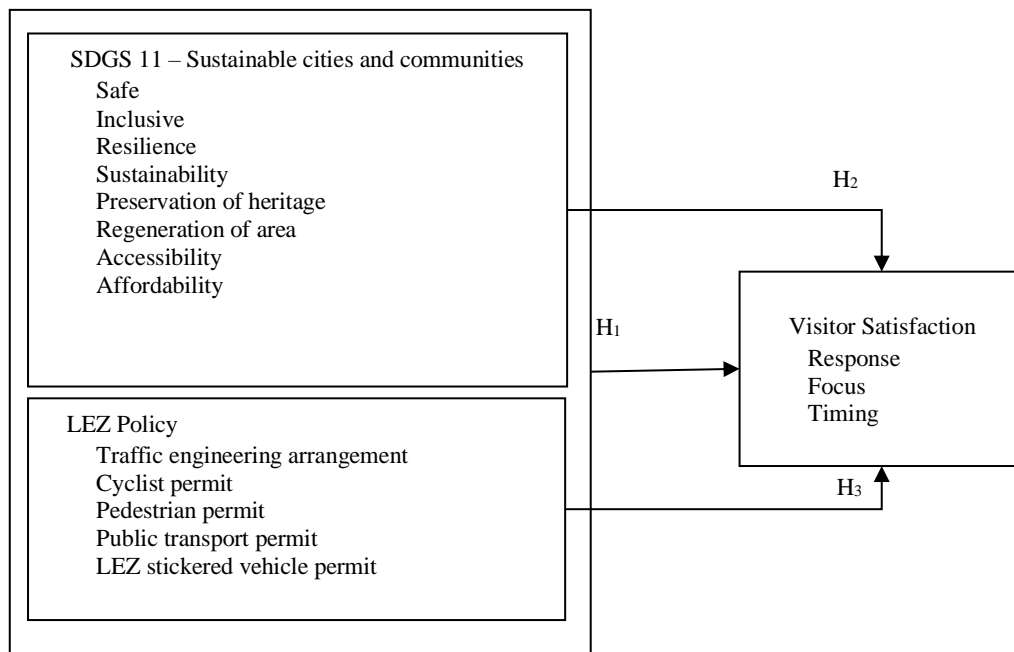 SDGS 11 – Sustainable cities and communities
Safe
Inclusive
Resilience
Sustainability
Preservation of heritage
Regeneration of area
Accessibility
Affordability
LEZ Policy
Traffic engineering arrangement
Cyclist permit
Pedestrian permit
Public transport permit
LEZ stickered vehicle permit
H2
H1
H3
Visitor Satisfaction
Response
Focus
Timing